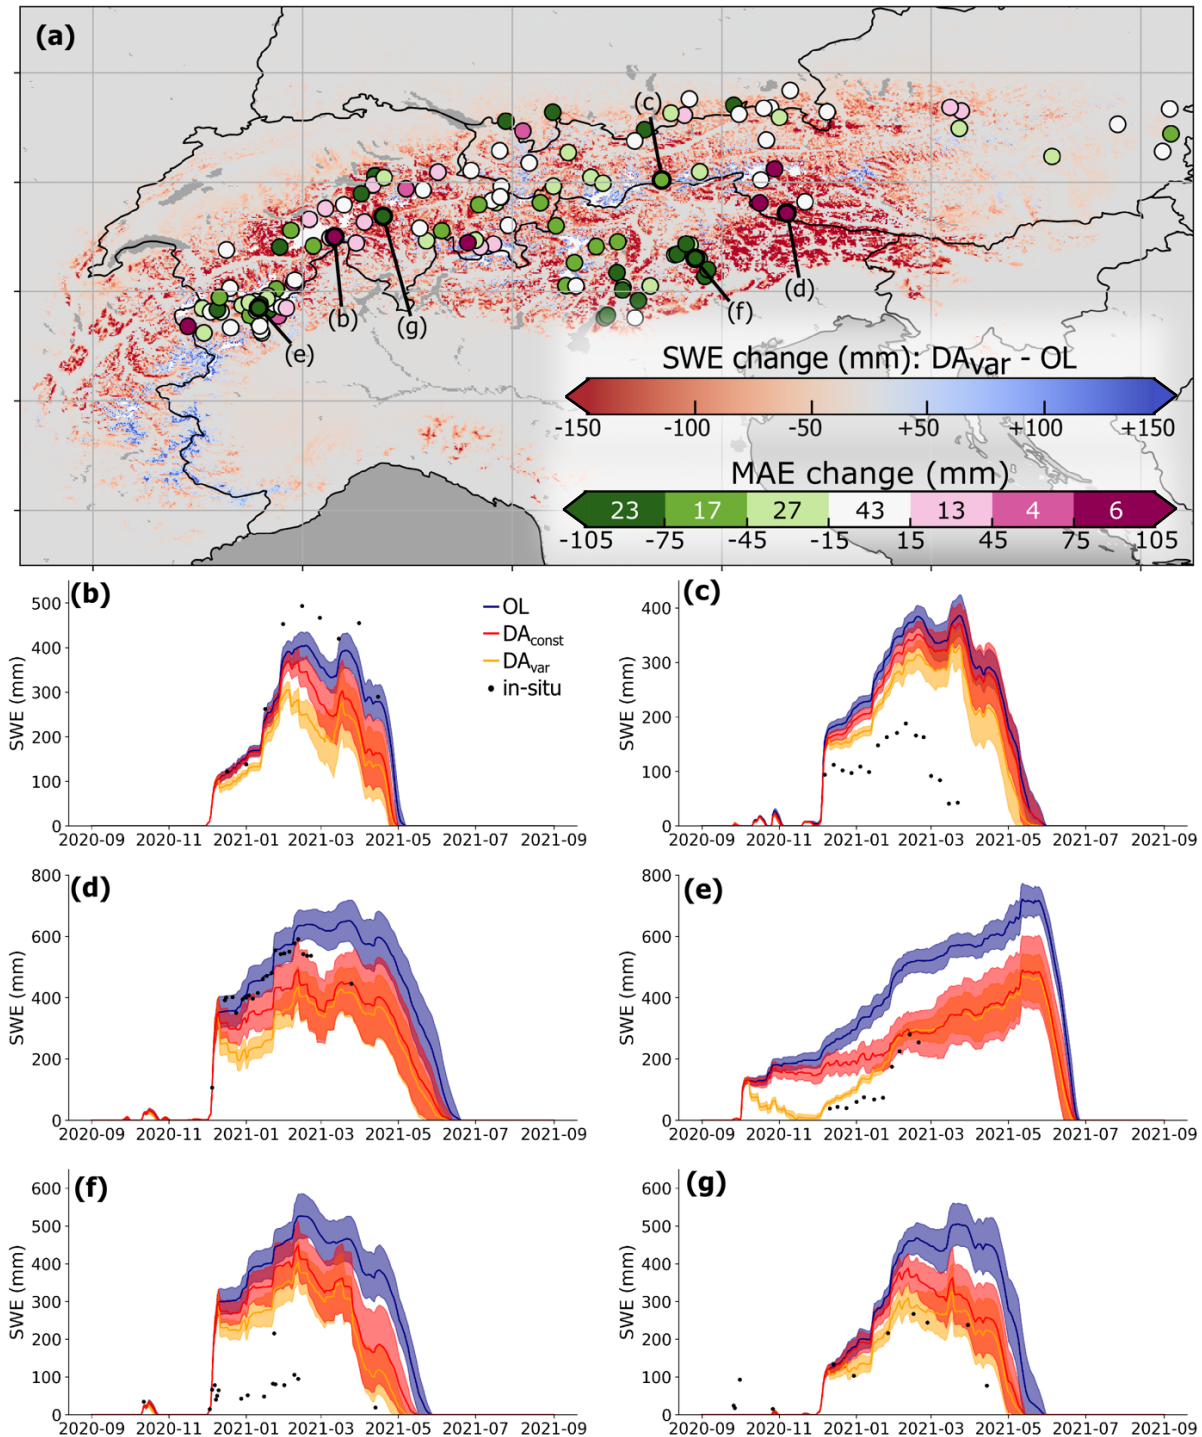 (a)
(c)
(b)
(g)
(e)
(f)
(d)
SWE change (mm): DAvar - OL
-150 -100 -50 +50 +100 +150
MAE change (mm)
23 17 27 43 13 4 6
-105 -75 -45 -15 15 45 75 105
(b)
500
400
300
200
100
0
SWE (mm)
OL
DAconst
DAvar
in-situ
2020-09 2020-11 2021-01 2021-03 2021-05 2021-07 2021-09
(c)
400
300
200
100
0
SWE (mm)
2020-09 2020-11 2021-01 2021-03 2021-05 2021-07 2021-09
(d)
800
600
400
200
0
SWE (mm)
2020-09 2020-11 2021-01 2021-03 2021-05 2021-07 2021-09
(e)
800
600
400
200
0
SWE (mm)
2020-09 2020-11 2021-01 2021-03 2021-05 2021-07 2021-09
(f)
600
500
400
300
200
100
0
SWE (mm)
2020-09 2020-11 2021-01 2021-03 2021-05 2021-07 2021-09
(g)
600
500
400
300
200
100
0
SWE (mm)
2020-09 2020-11 2021-01 2021-03 2021-05 2021-07 2021-09